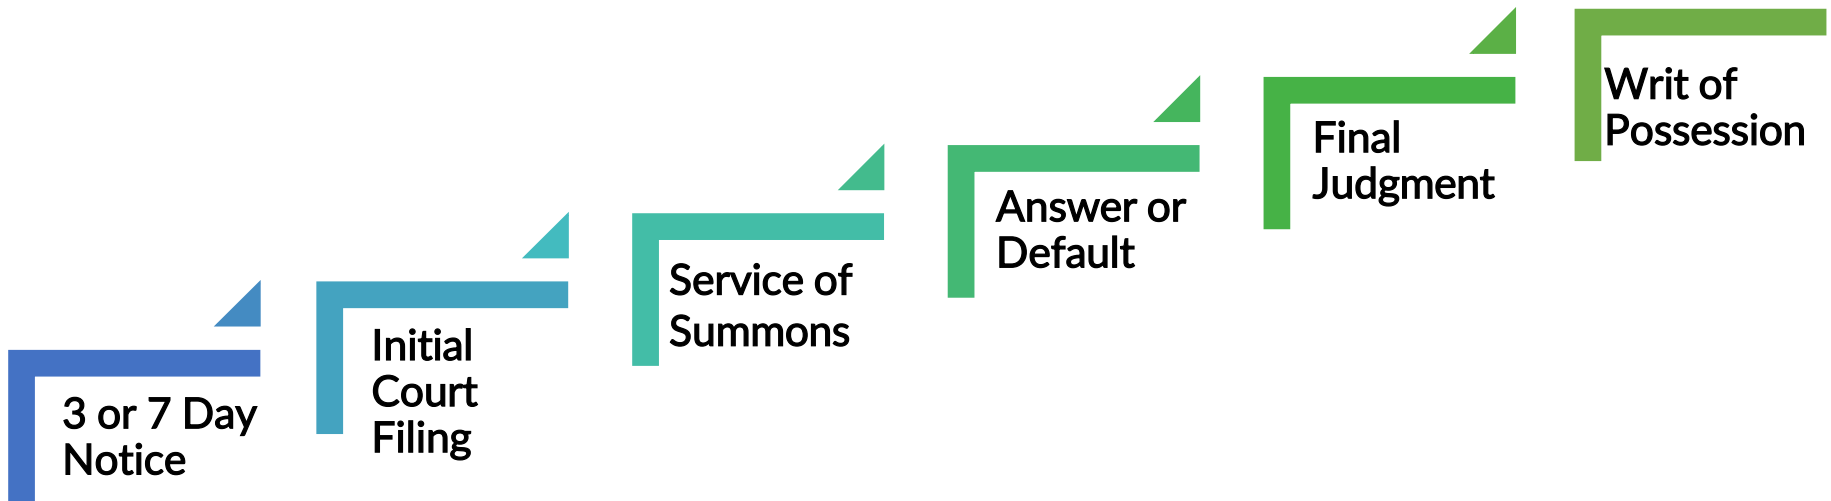 3 or 7 Day
Notice
Initial
Court
Filing
Service of
Summons
Answer or
Default
Final
Judgment
Writ of
Possession